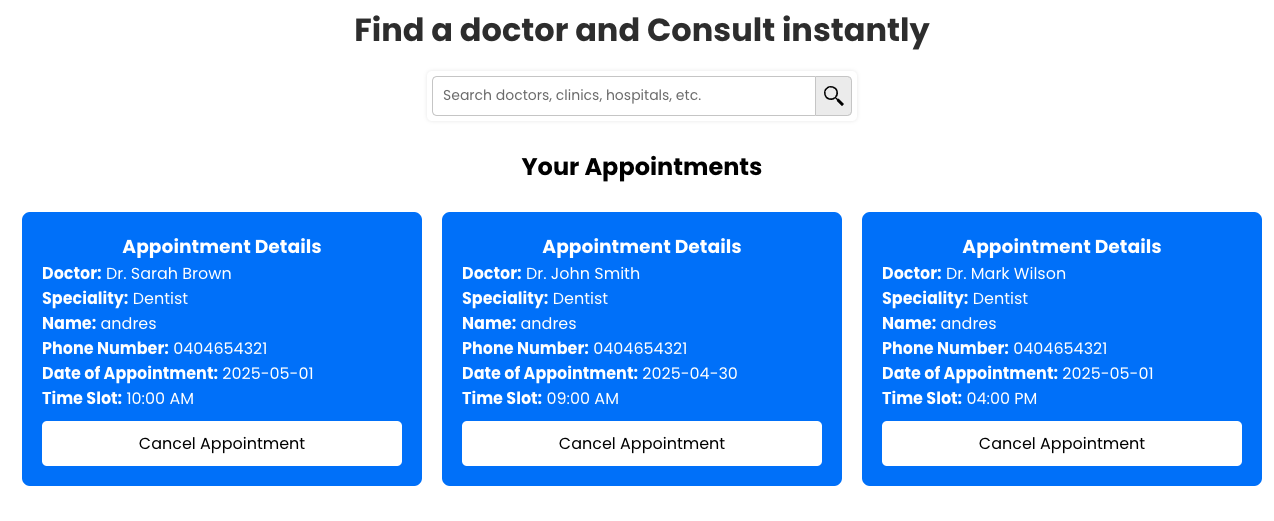 Find a doctor and Consult instantly
Search doctors, clinics, hospitals, etc.
Your Appointments
Appointment Details
Doctor: Dr. Sarah Brown
Speciality: Dentist
Name: andres
Phone Number: 0404654321
Date of Appointment: 2025-05-01
Time Slot: 10:00 AM
Cancel Appointment
Appointment Details
Doctor: Dr. John Smith
Speciality: Dentist
Name: andres
Phone Number: 0404654321
Date of Appointment: 2025-04-30
Time Slot: 09:00 AM
Cancel Appointment
Appointment Details
Doctor: Dr. Mark Wilson
Speciality: Dentist
Name: andres
Phone Number: 0404654321
Date of Appointment: 2025-05-01
Time Slot: 04:00 PM
Cancel Appointment